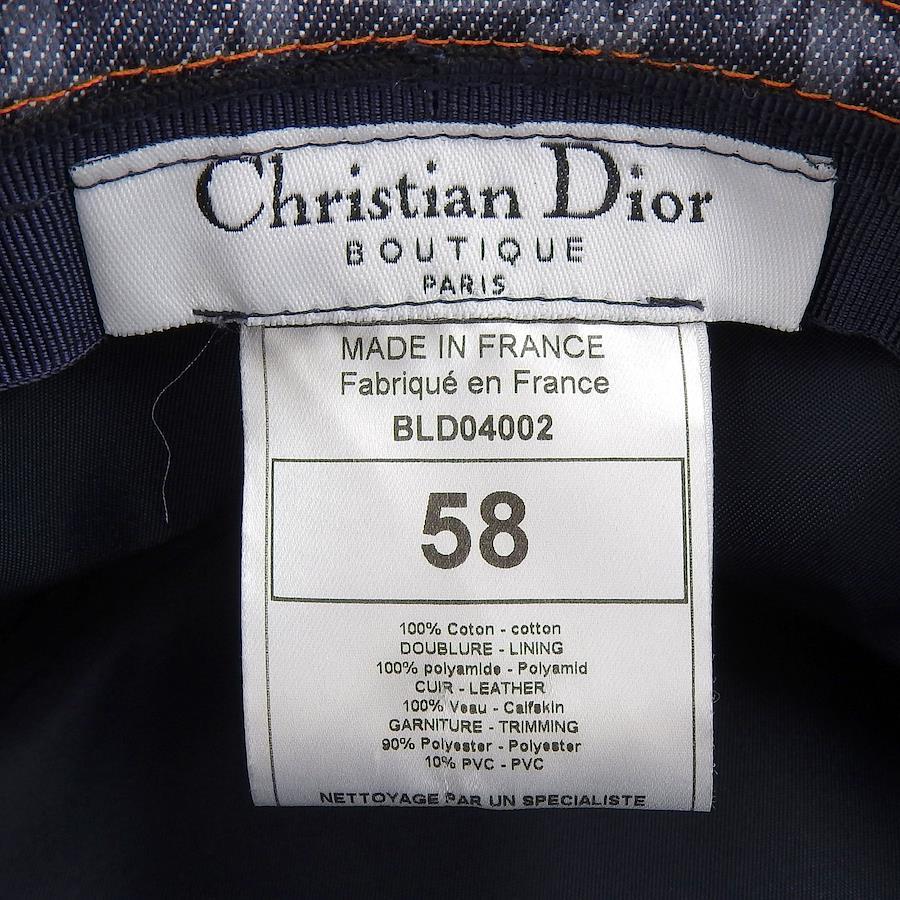 Christian Dior
BOUTIQUE
PARIS
MADE IN FRANCE
Fabriqué en France
BLD04002
58
100% Coton - cotton
DOUBLURE - LINING
100% polyamide - Polyamid
CUIR - LEATHER
100% Veau - Calfskin
GARNITURE - TRIMMING
90% Polyester - Polyester
10% PVC - PVC
NETTOYAGE PAR UN SPECIALISTE